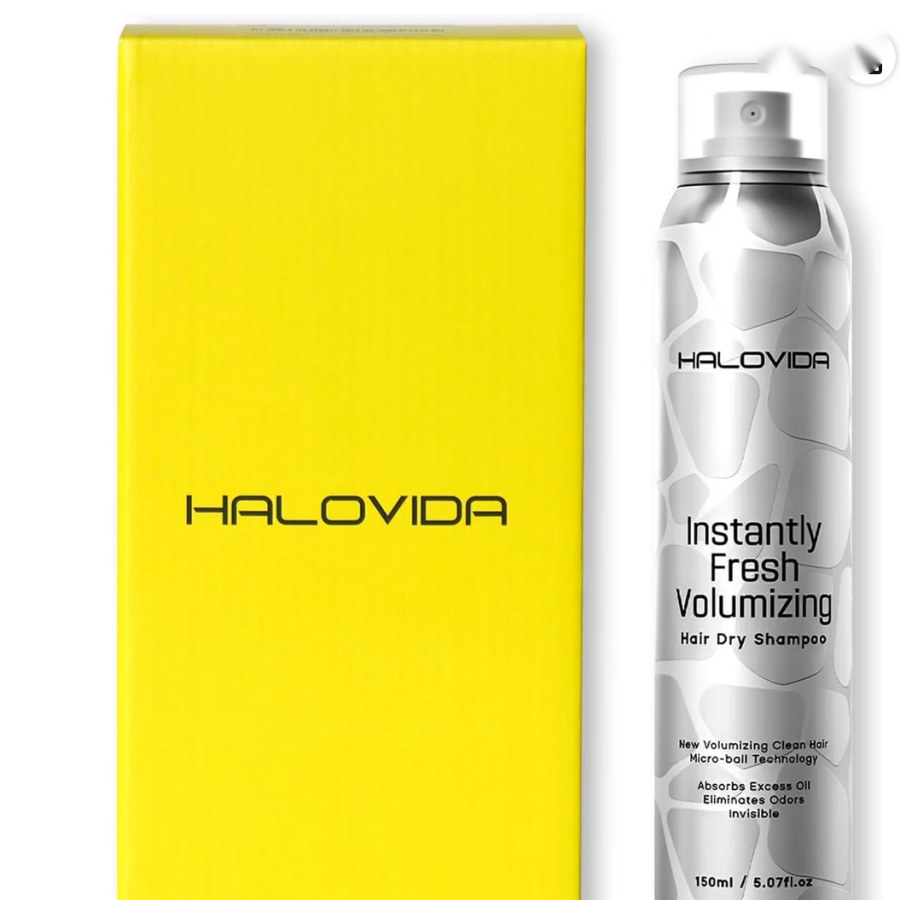 HALOVIDA
HALOVIDA
Instantly
Fresh
Volumizing
Hair Dry Shampoo
New Volumizing Clean Hair
Micro-ball Technology
Absorbs Excess Oil
Eliminates Odors
Invisible
150ml / 5.07fl.oz